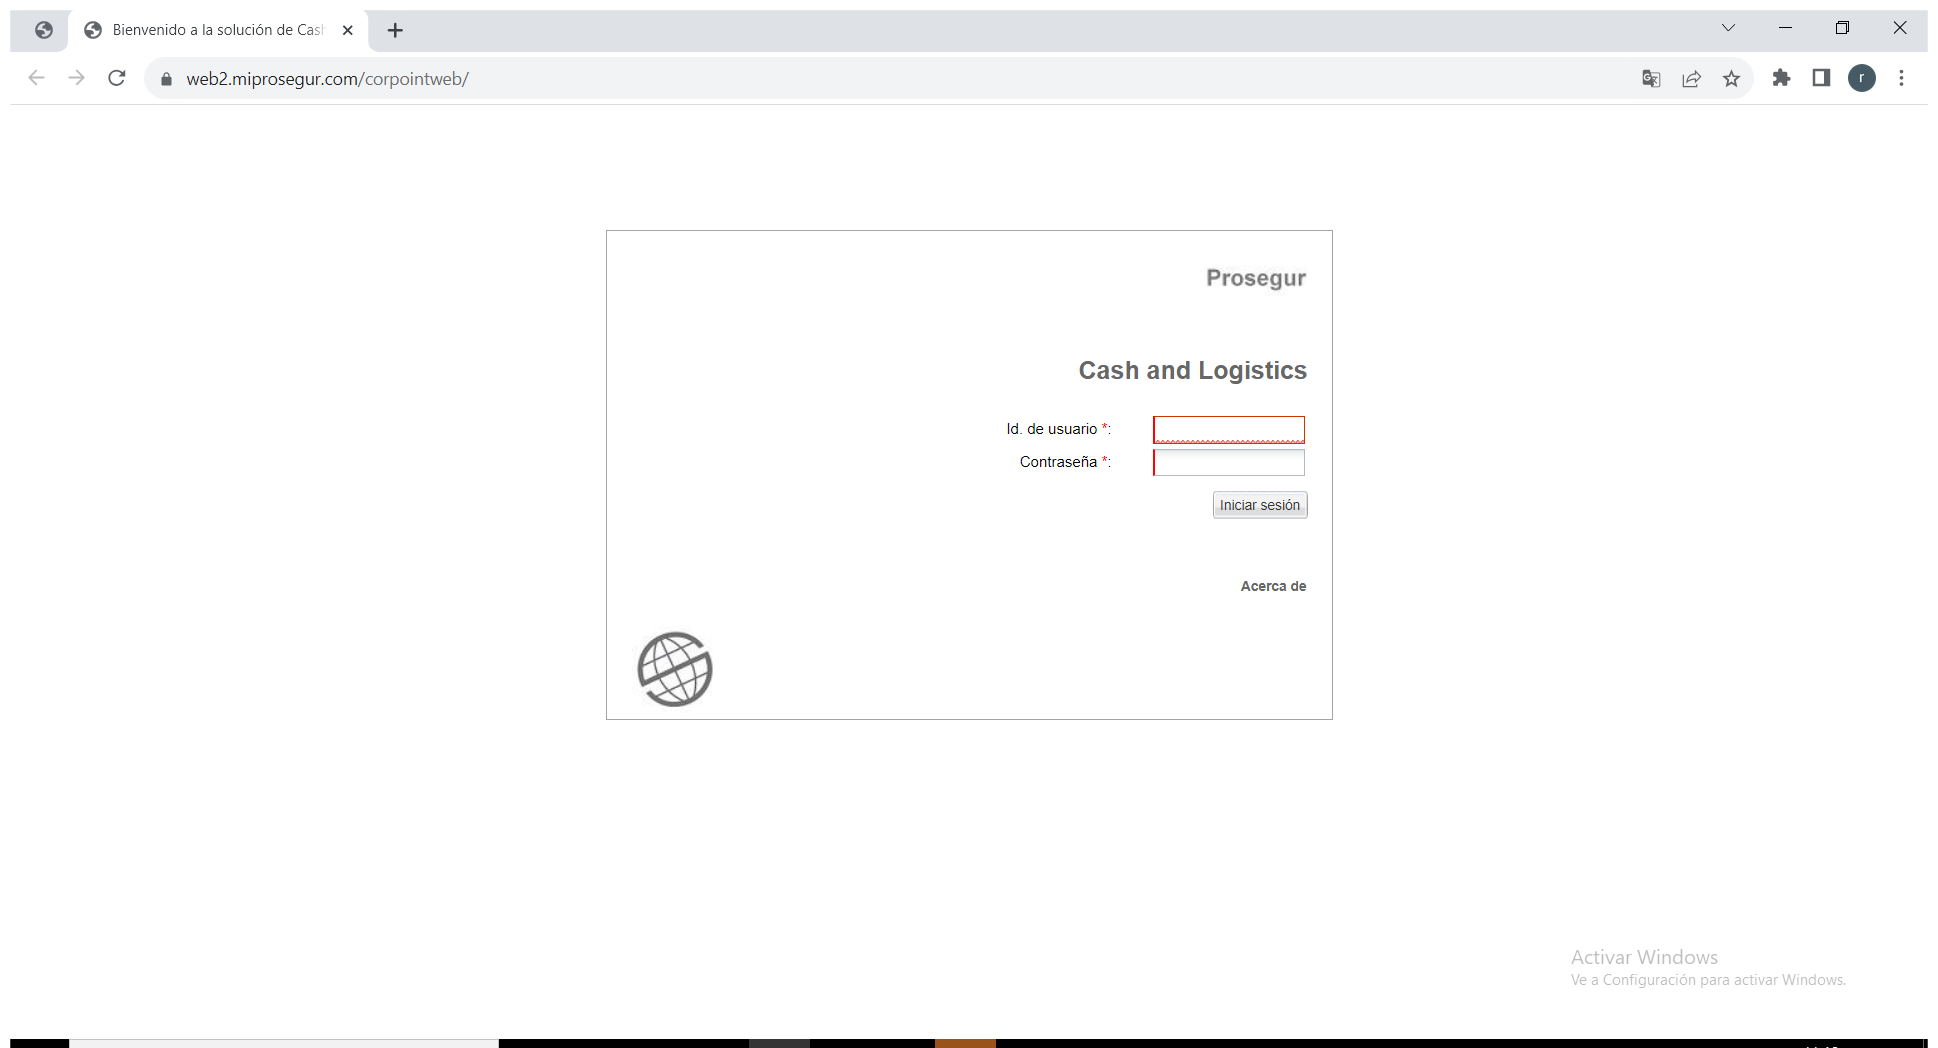 Bienvenido a la solución de Cas
web2.miprosegur.com/corpointweb/
r
Prosegur
Cash and Logistics
Id. de usuario *:
Contraseña *:
Iniciar sesión
Acerca de
Activar Windows
Ve a Configuración para activar Windows.